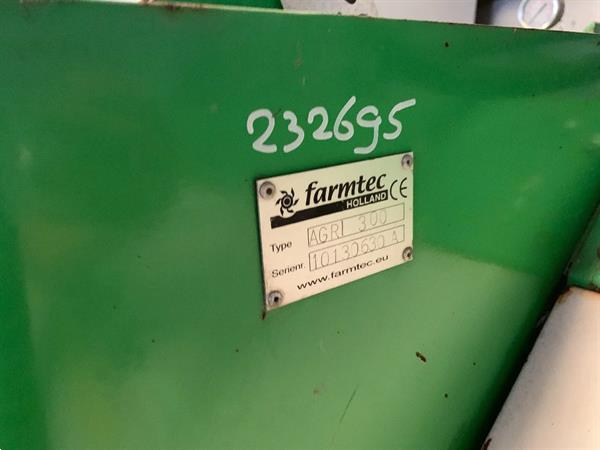 232695
farmtec CE
HOLLAND
Type AGRI 300
Serienr. 10130630 A
www.farmtec.eu